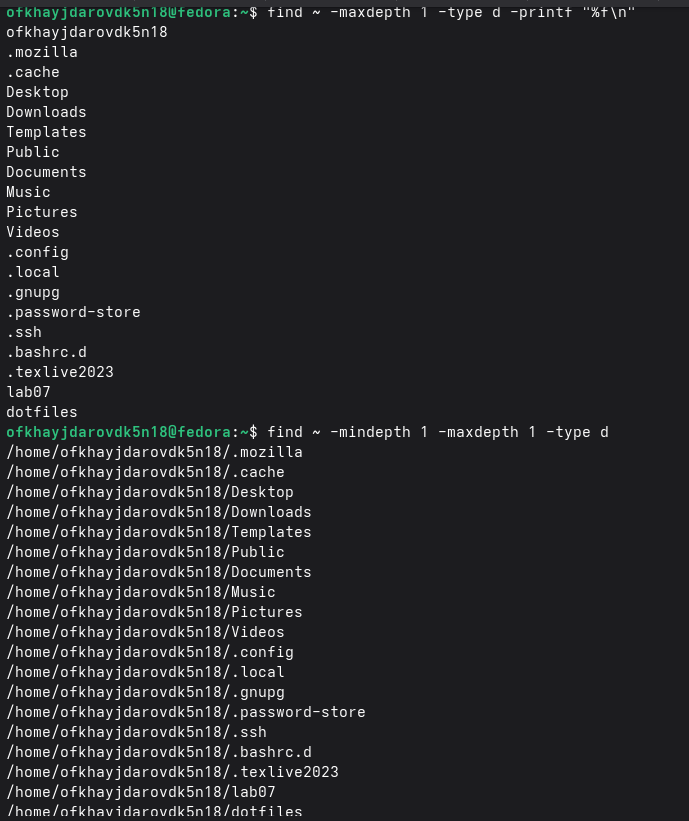 ofkhayjdarovdk5n18@fedora:~$ find ~ -maxdepth 1 -type d -printf "%f\n"
ofkhayjdarovdk5n18
.mozilla
.cache
Desktop
Downloads
Templates
Public
Documents
Music
Pictures
Videos
.config
.local
.gnupg
.password-store
.ssh
.bashrc.d
.texlive2023
lab07
dotfiles
ofkhayjdarovdk5n18@fedora:~$ find ~ -mindepth 1 -maxdepth 1 -type d
/home/ofkhayjdarovdk5n18/.mozilla
/home/ofkhayjdarovdk5n18/.cache
/home/ofkhayjdarovdk5n18/Desktop
/home/ofkhayjdarovdk5n18/Downloads
/home/ofkhayjdarovdk5n18/Templates
/home/ofkhayjdarovdk5n18/Public
/home/ofkhayjdarovdk5n18/Documents
/home/ofkhayjdarovdk5n18/Music
/home/ofkhayjdarovdk5n18/Pictures
/home/ofkhayjdarovdk5n18/Videos
/home/ofkhayjdarovdk5n18/.config
/home/ofkhayjdarovdk5n18/.local
/home/ofkhayjdarovdk5n18/.gnupg
/home/ofkhayjdarovdk5n18/.password-store
/home/ofkhayjdarovdk5n18/.ssh
/home/ofkhayjdarovdk5n18/.bashrc.d
/home/ofkhayjdarovdk5n18/.texlive2023
/home/ofkhayjdarovdk5n18/lab07
/home/ofkhayjdarovdk5n18/dotfiles